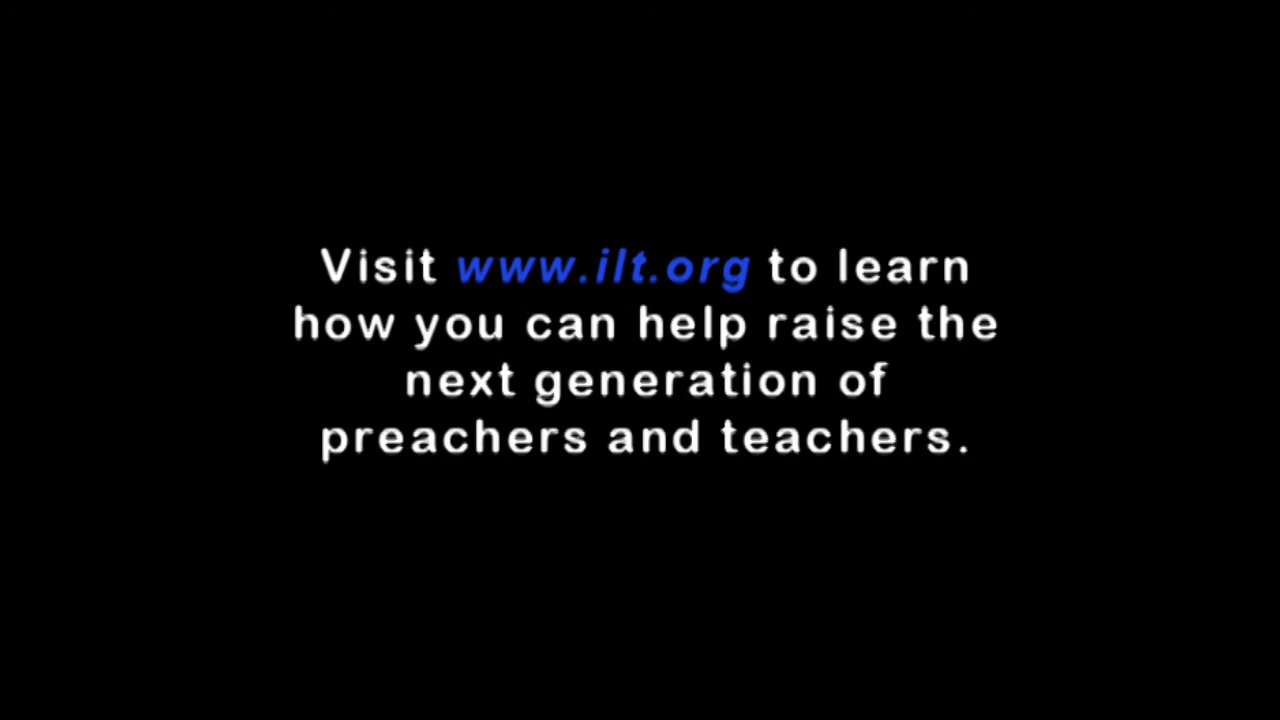 Visit www.ilt.org to learn
how you can help raise the
next generation of
preachers and teachers.